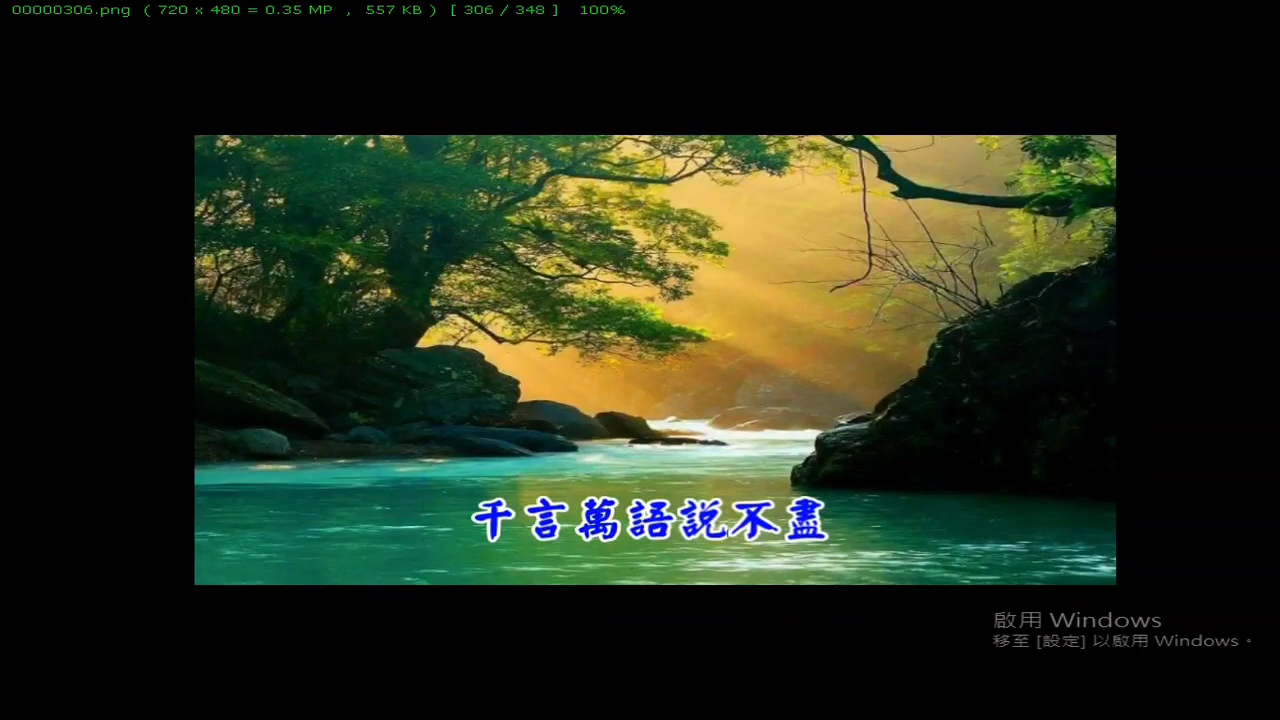 00000306.png ( 720 x 480 = 0.35 MP , 557 KB ) [ 306 / 348 ] 100%
千言萬語說不盡
啟用 Windows
移至 [設定] 以啟用 Windows。